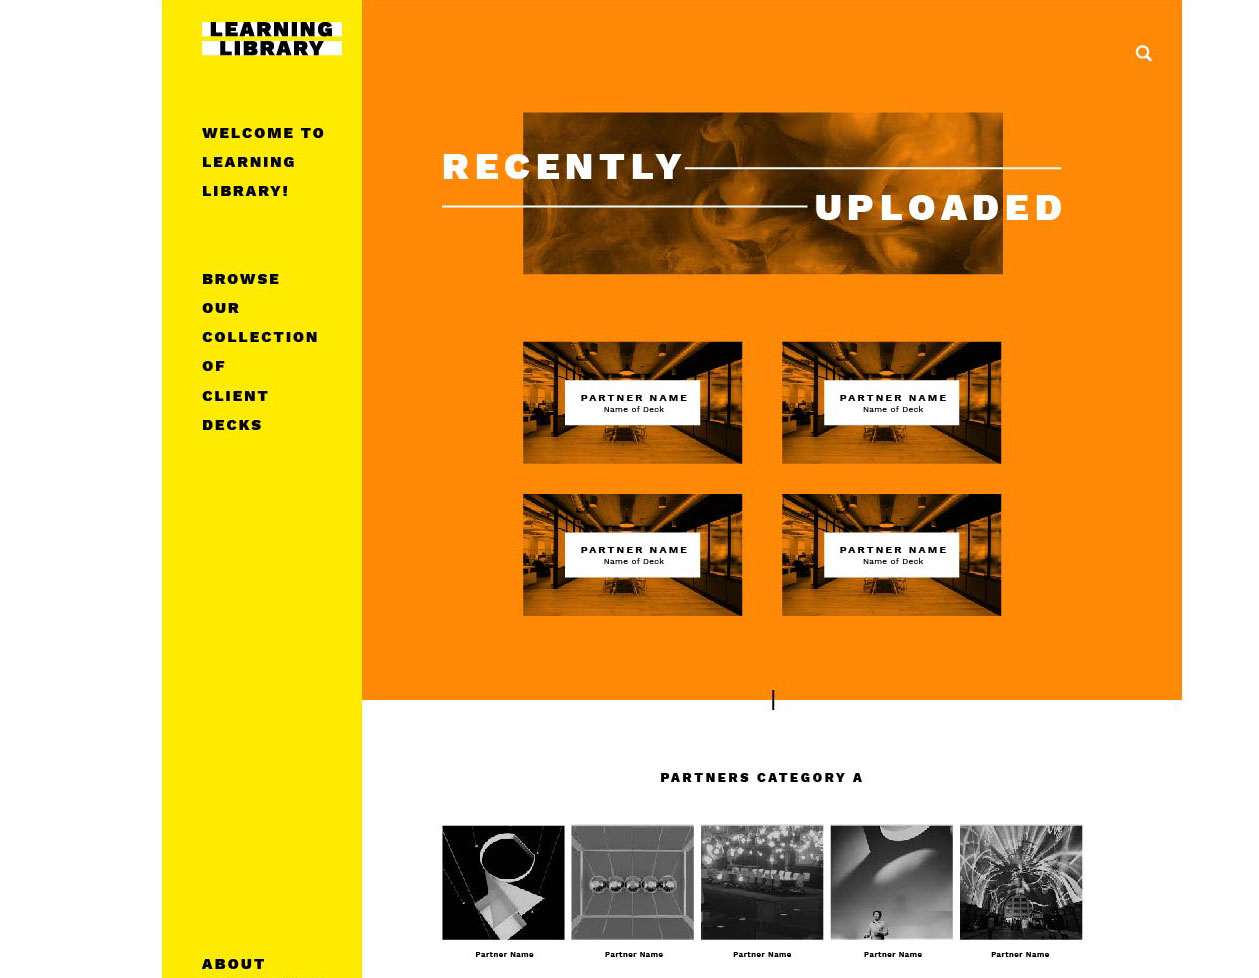 LEARNING
LIBRARY
WELCOME TO
LEARNING
LIBRARY!
BROWSE
OUR
COLLECTION
OF
CLIENT
DECKS
ABOUT
RECENTLY
UPLOADED
PARTNER NAME
Name of Deck
PARTNER NAME
Name of Deck
PARTNER NAME
Name of Deck
PARTNER NAME
Name of Deck
PARTNERS CATEGORY A
Partner Name
Partner Name
Partner Name
Partner Name
Partner Name